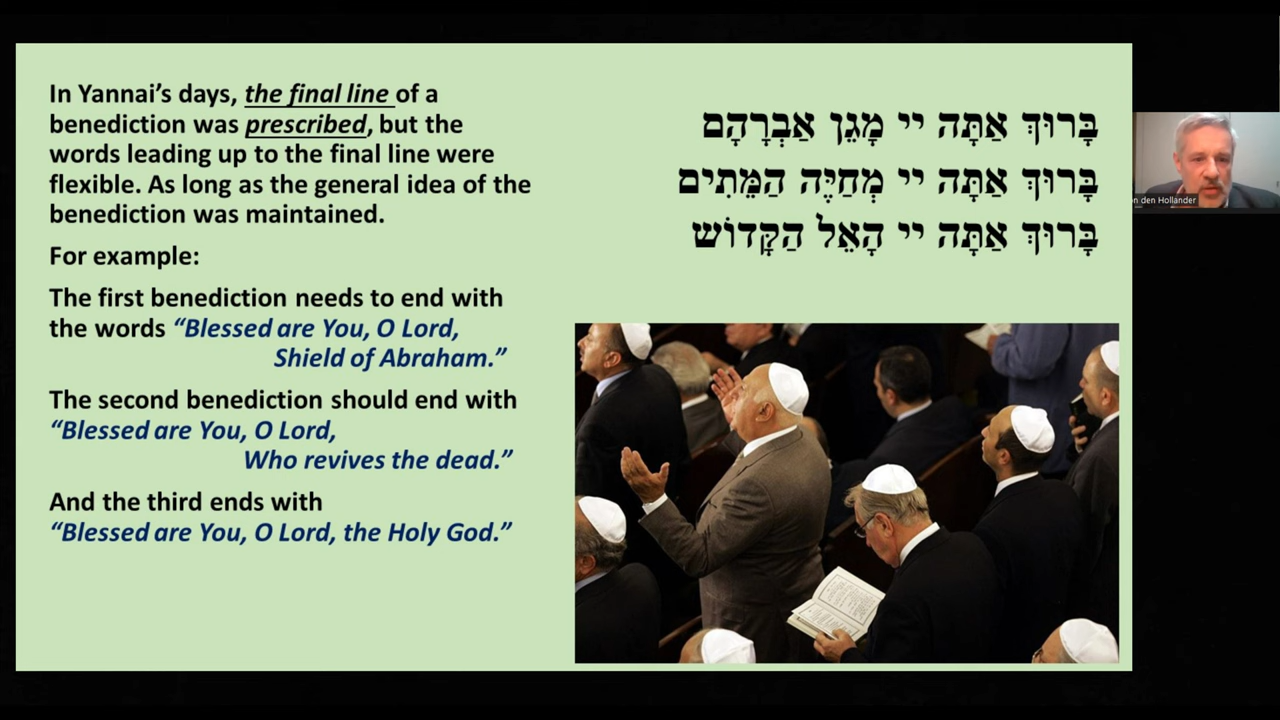 In Yannai’s days, the final line of a
benediction was prescribed, but the
words leading up to the final line were
flexible. As long as the general idea of the
benediction was maintained.
For example:
The first benediction needs to end with
the words “Blessed are You, O Lord,
Shield of Abraham.”
The second benediction should end with
“Blessed are You, O Lord,
Who revives the dead.”
And the third ends with
“Blessed are You, O Lord, the Holy God.”
בָּרוּךְ אַתָּה יי מָגֵן אַבְרָהָם
בָּרוּךְ אַתָּה יי מְחַיֶּה הַמֵּתִים
בָּרוּךְ אַתָּה יי הָאֵל הַקָּדוֹשׁ
den Hollander